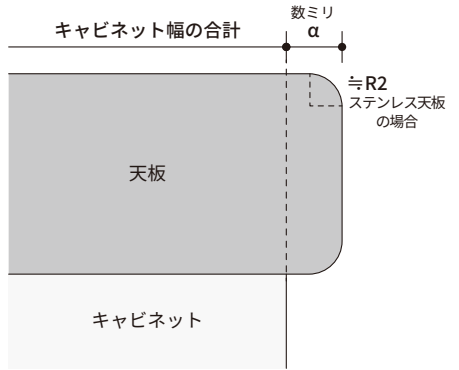 数ミリ
キャビネット幅の合計
α
≒R2
ステンレス天板
の場合
天板
キャビネット